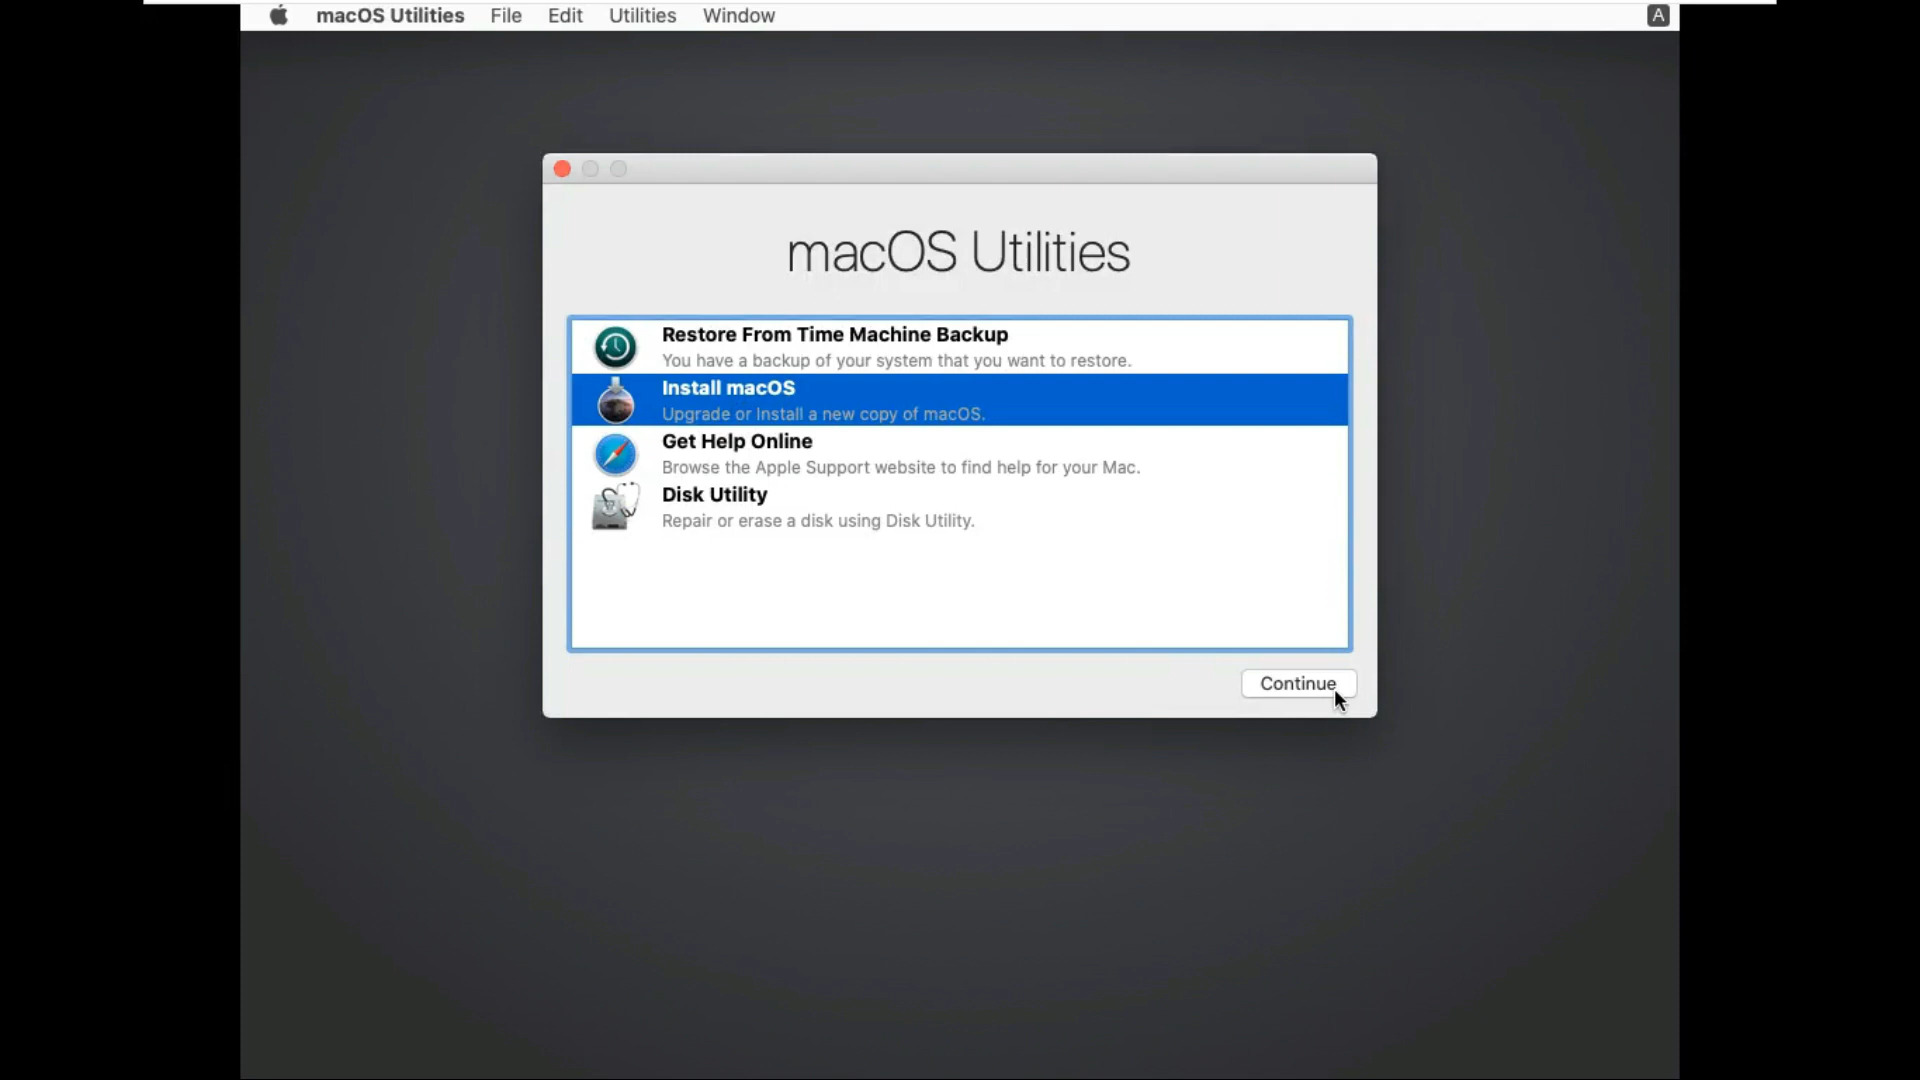 macOS Utilities File Edit Utilities Window A
macOS Utilities
Restore From Time Machine Backup
You have a backup of your system that you want to restore.
Install macOS
Upgrade or Install a new copy of macOS.
Get Help Online
Browse the Apple Support website to find help for your Mac.
Disk Utility
Repair or erase a disk using Disk Utility.
Continue